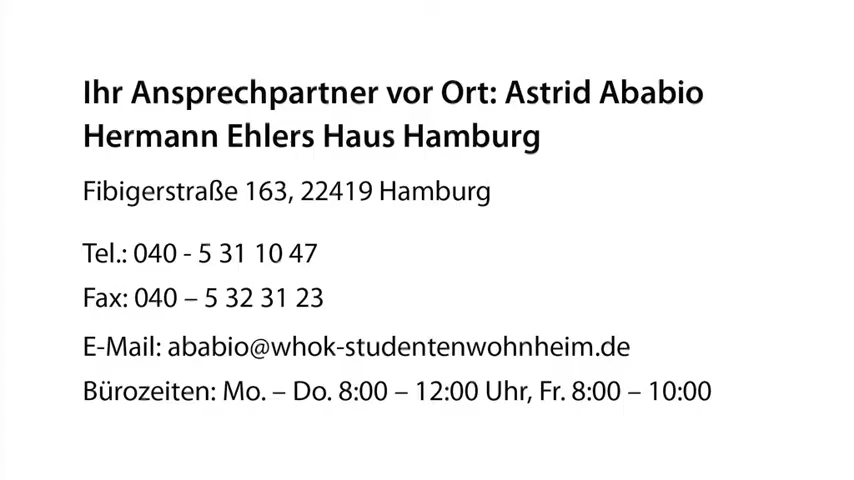 Ihr Ansprechpartner vor Ort: Astrid Ababio
Hermann Ehlers Haus Hamburg
Fibigerstraße 163, 22419 Hamburg
Tel.: 040 - 5 31 10 47
Fax: 040 – 5 32 31 23
E-Mail: ababio@whok-studentenwohnheim.de
Bürozeiten: Mo. – Do. 8:00 – 12:00 Uhr, Fr. 8:00 – 10:00